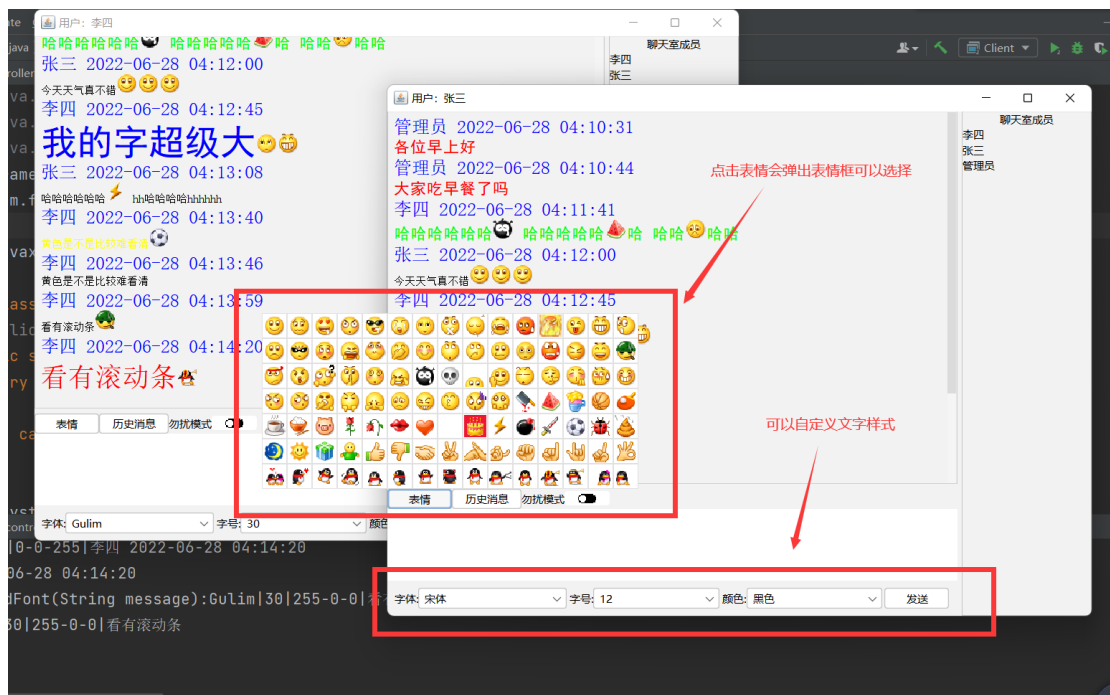 用户：李四
哈哈哈哈哈哈 哈哈哈哈哈哈 哈哈哈哈
张三 2022-06-28 04:12:00
今天天气真不错
李四 2022-06-28 04:12:45
我的字超级大
张三 2022-06-28 04:13:08
哈哈哈哈哈哈 hh哈哈哈哈hhhhhh
李四 2022-06-28 04:13:40
黄色是不是比较难看清
李四 2022-06-28 04:13:46
黄色是不是比较难看清
李四 2022-06-28 04:13:59
看有滚动条
李四 2022-06-28 04:14:20
看有滚动条
表情 历史消息 勿扰模式
字体: Gulim 字号: 30 颜色
聊天室成员
李四
张三
Client
用户：张三
管理员 2022-06-28 04:10:31
各位早上好
管理员 2022-06-28 04:10:44
大家吃早餐了吗
李四 2022-06-28 04:11:41
哈哈哈哈哈哈 哈哈哈哈哈哈 哈哈哈哈
张三 2022-06-28 04:12:00
今天天气真不错
李四 2022-06-28 04:12:45
聊天室成员
李四
张三
管理员
点击表情会弹出表情框可以选择
可以自定义文字样式
表情 历史消息 勿扰模式
字体: 宋体 字号: 12 颜色: 黑色 发送
|0-0-255|李四 2022-06-28 04:14:20
06-28 04:14:20
dFont(String message):Gulim|30|255-0-0|看有
30|255-0-0|看有滚动条